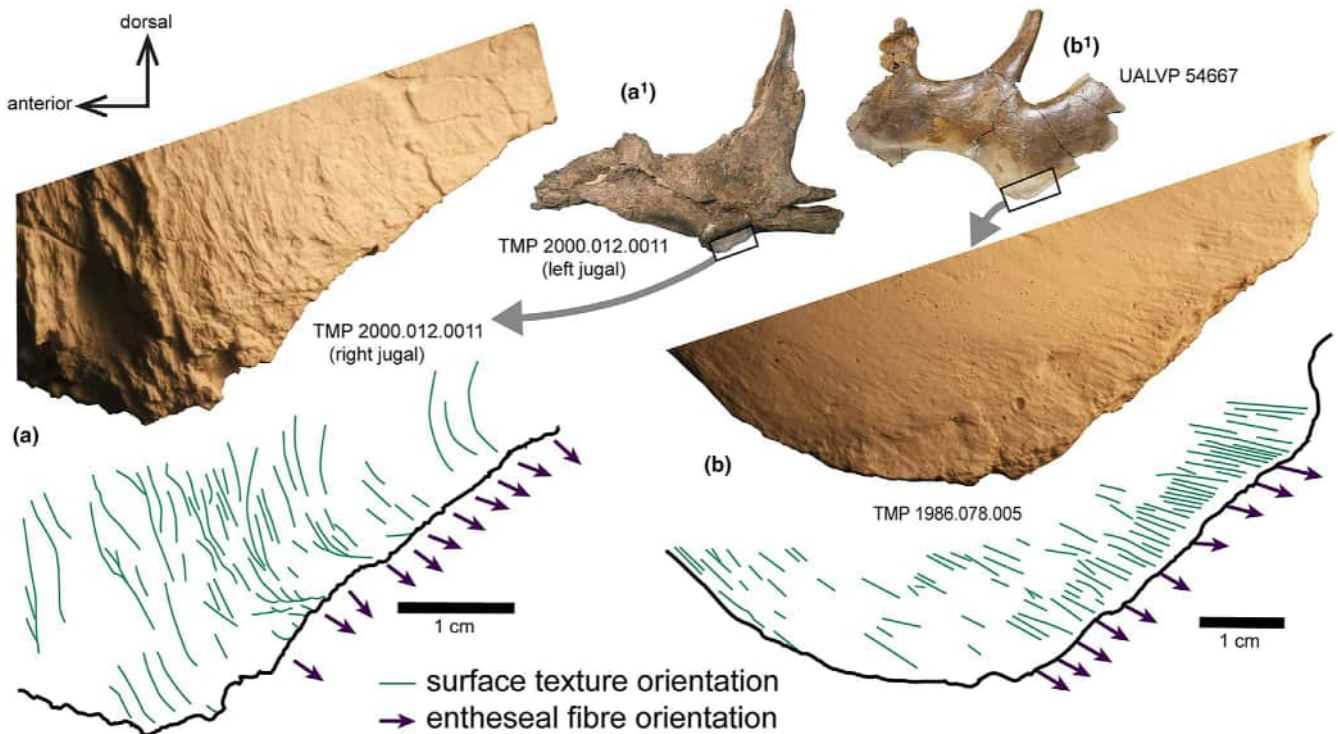 dorsal
anterior
(a¹)
(b¹)
UALVP 54667
TMP 2000.012.0011
(left jugal)
TMP 2000.012.0011
(right jugal)
(a)
(b)
TMP 1986.078.005
1 cm
1 cm
surface texture orientation
entheseal fibre orientation